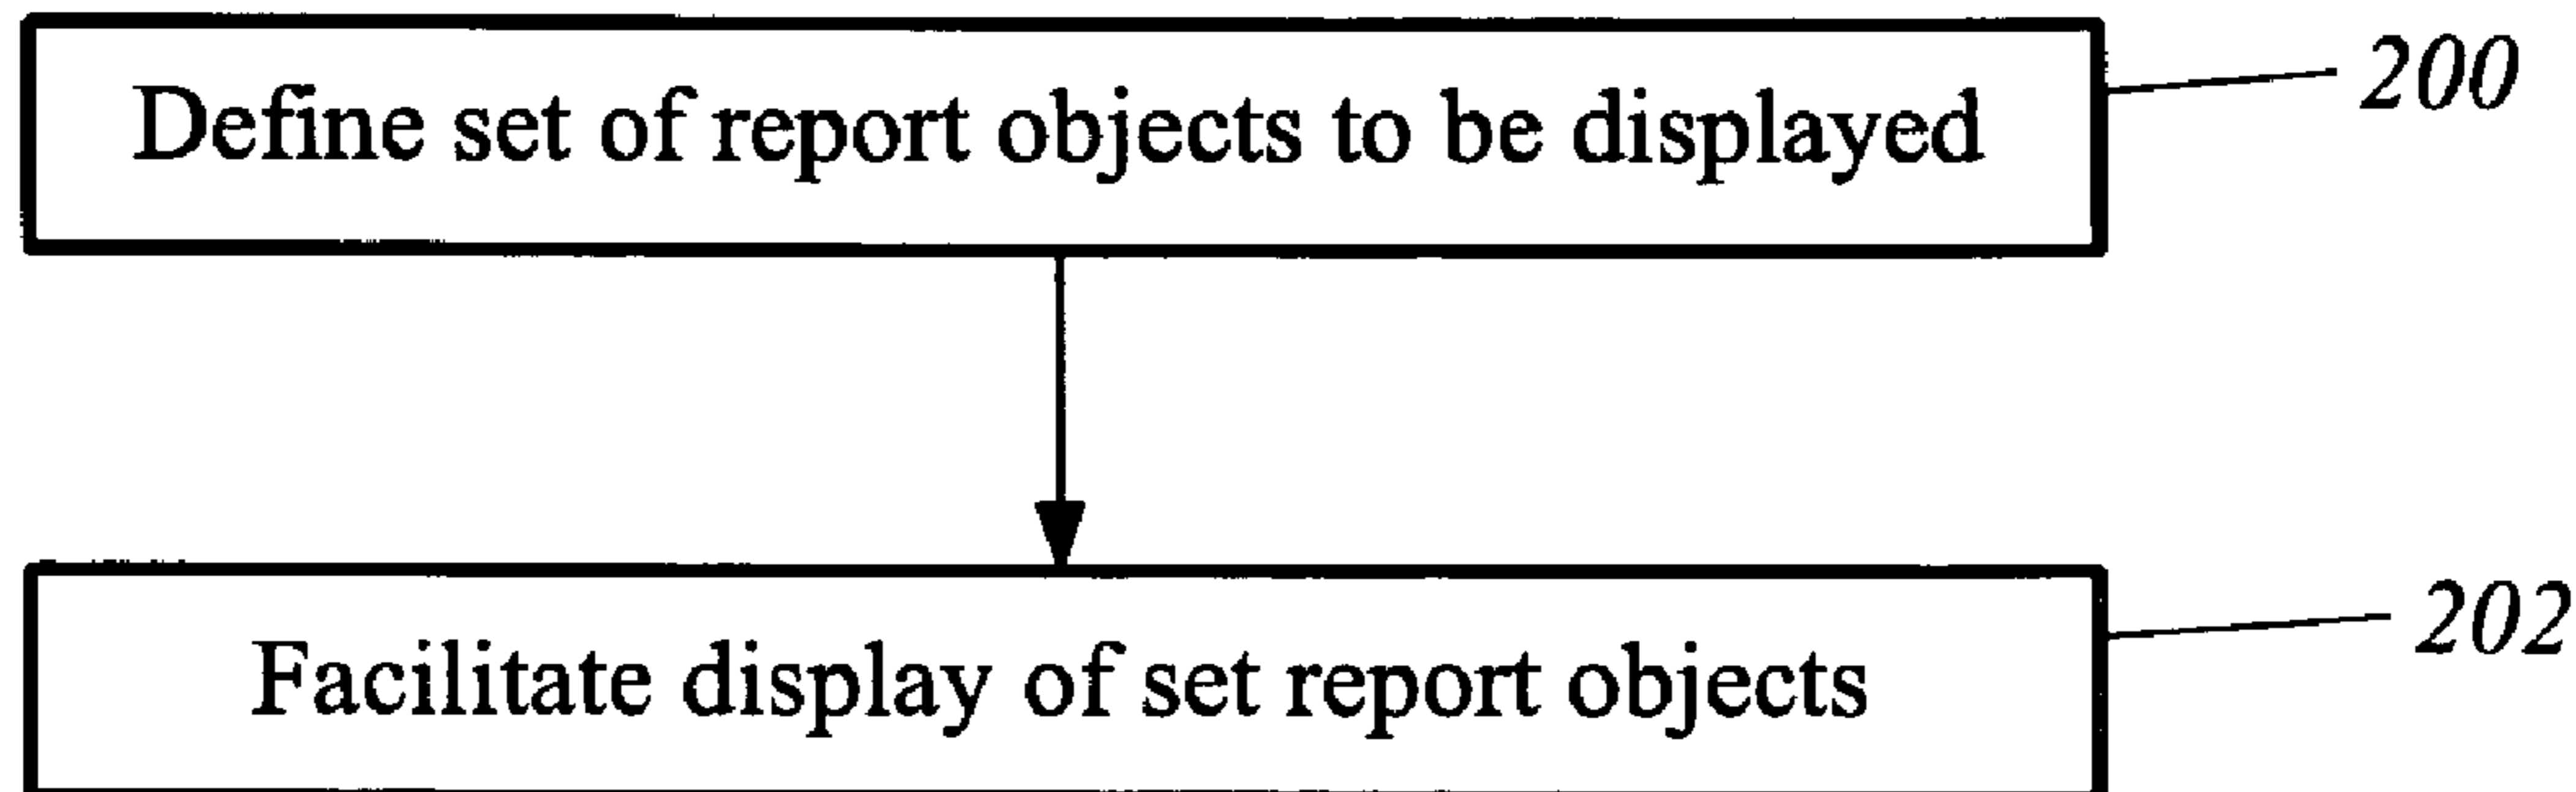 Define set of report objects to be displayed
200
Facilitate display of set report objects
202